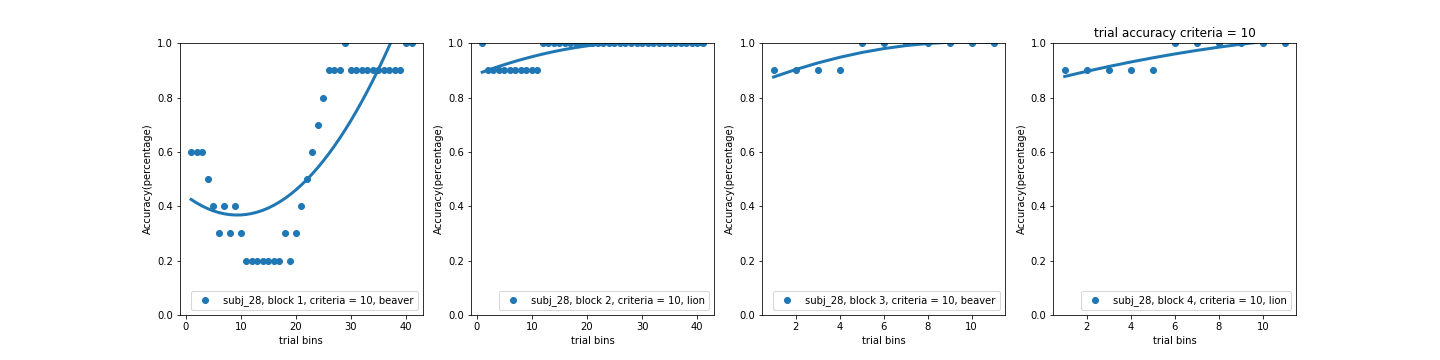 trial accuracy criteria = 10
1.0
0.8
0.6
0.4
0.2
0.0
Accuracy(percentage)
subj_28, block 1, criteria = 10, beaver
0 10 20 30 40
trial bins
1.0
0.8
0.6
0.4
0.2
0.0
Accuracy(percentage)
subj_28, block 2, criteria = 10, lion
0 10 20 30 40
trial bins
1.0
0.8
0.6
0.4
0.2
0.0
Accuracy(percentage)
subj_28, block 3, criteria = 10, beaver
2 4 6 8 10
trial bins
1.0
0.8
0.6
0.4
0.2
0.0
Accuracy(percentage)
subj_28, block 4, criteria = 10, lion
2 4 6 8 10
trial bins